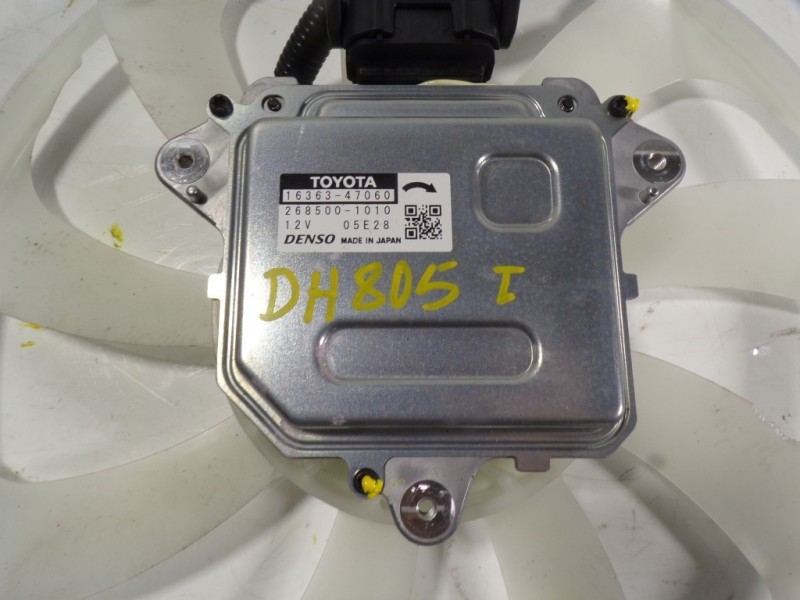 TOYOTA
16363-47060
268500-1010
12V 05E28
DENSO MADE IN JAPAN
DH805 I